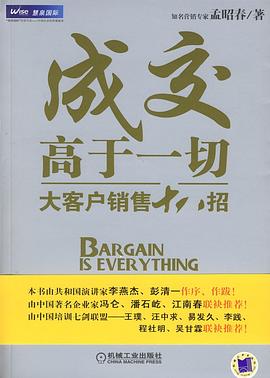 Wise 慧泉国际
知名营销专家 孟昭春/著
成交
高于一切
大客户销售十八招
BARGAIN
IS EVERYTHING
本书由共和国演讲家李燕杰、彭清一作序、作跋！
由中国著名企业家冯仑、潘石屹、江南春联袂推荐！
由中国培训七剑联盟——王璞、汪中求、易发久、李践、
程社明、吴甘霖联袂推荐！
机械工业出版社
CHINA MACHINE PRESS